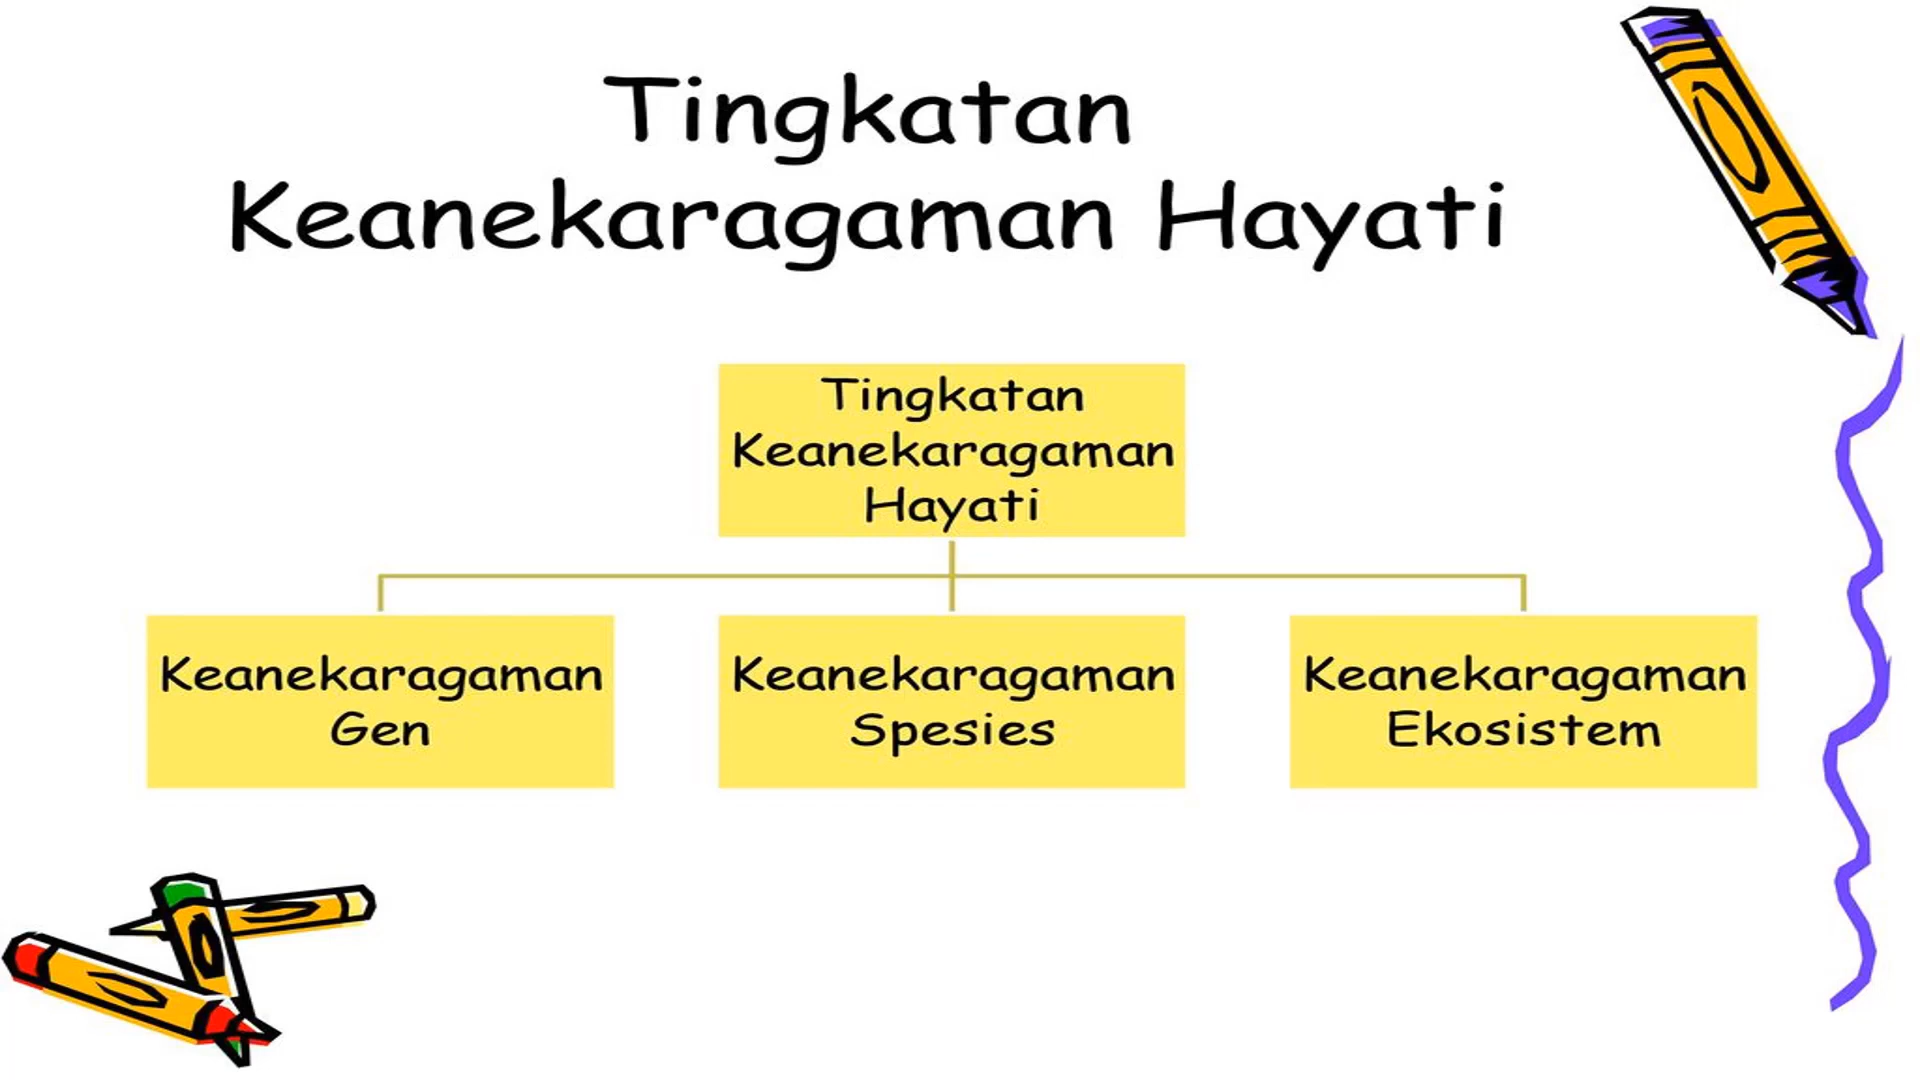 Tingkatan
Keanekaragaman Hayati
Tingkatan
Keanekaragaman
Hayati
Keanekaragaman
Gen
Keanekaragaman
Spesies
Keanekaragaman
Ekosistem